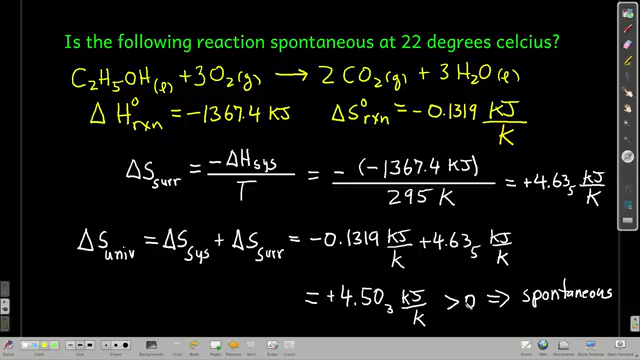 Is the following reaction spontaneous at 22 degrees celcius?
C₂H₅OH(ℓ) + 3O₂(g) → 2CO₂(g) + 3H₂O(ℓ)
ΔH°rxn = -1367.4 KJ ΔS°rxn = -0.1319 KJ/K
ΔSsurr = -ΔHsys/T = -(-1367.4 KJ)/295 K = +4.63₅ KJ/K
ΔSuniv = ΔSsys + ΔSsurr = -0.1319 KJ/K + 4.63₅ KJ/K
= +4.50₃ KJ/K >0 ⇒ spontaneous